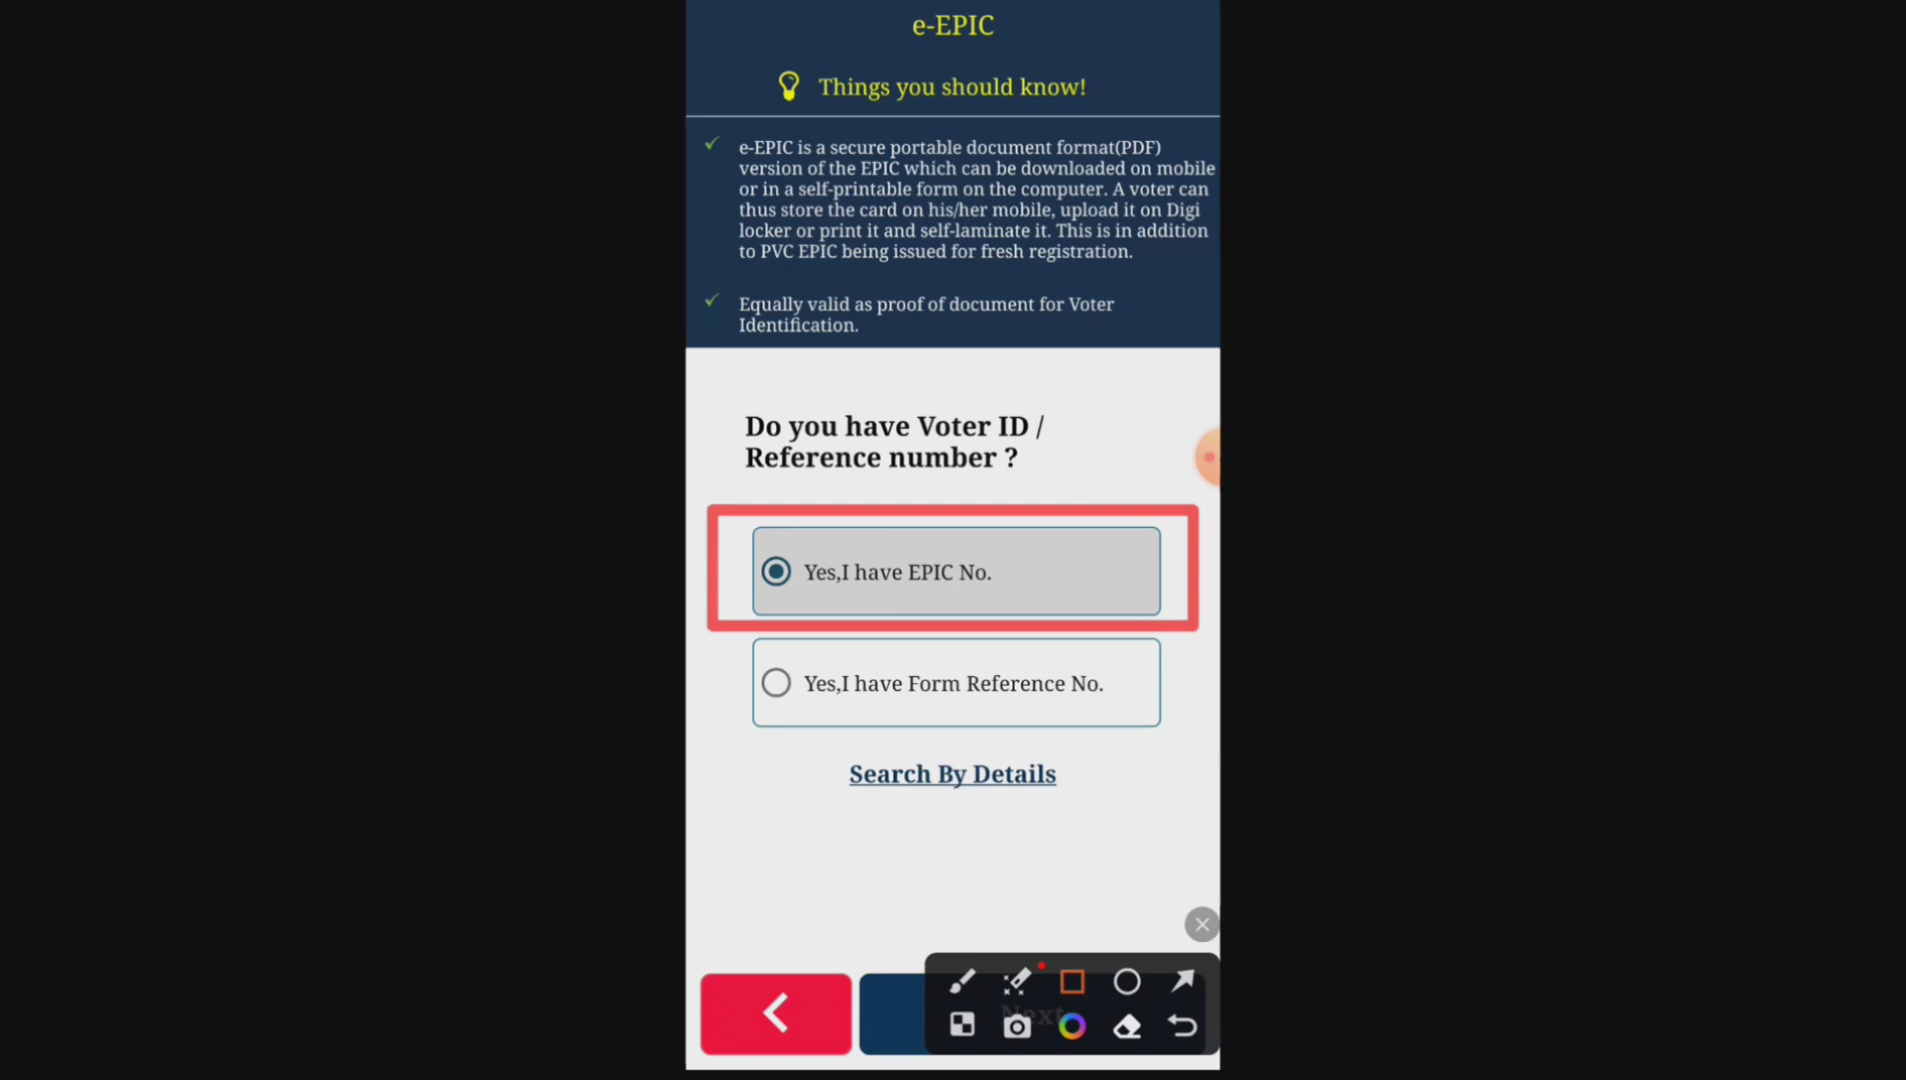 e-EPIC
Things you should know!
e-EPIC is a secure portable document format(PDF)
version of the EPIC which can be downloaded on mobile
or in a self-printable form on the computer. A voter can
thus store the card on his/her mobile, upload it on Digi
locker or print it and self-laminate it. This is in addition
to PVC EPIC being issued for fresh registration.
Equally valid as proof of document for Voter
Identification.
Do you have Voter ID /
Reference number ?
Yes,I have EPIC No.
Yes,I have Form Reference No.
Search By Details
Next